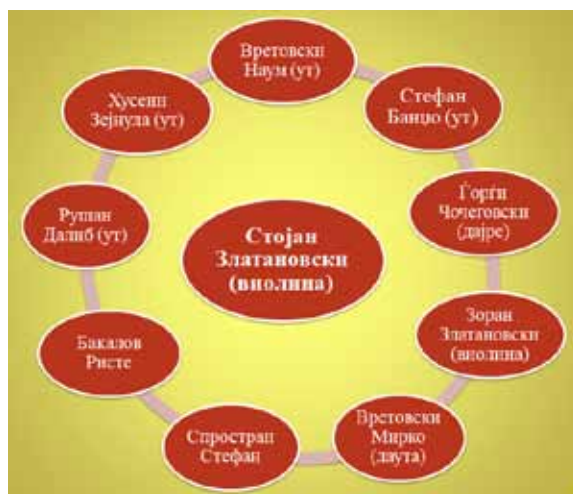 Вретовски
Наум (ут)
Стефан
Банџо (ут)
Ѓорѓи
Чочеговски
(дајре)
Зоран
Златановски
(виолина)
Вретовски
Мирко
(лаута)
Спростран
Стефан
Бакалов
Ристе
Рушан
Далиб (ут)
Хусеин
Зејнула (ут)
Стојан
Златановски
(виолина)